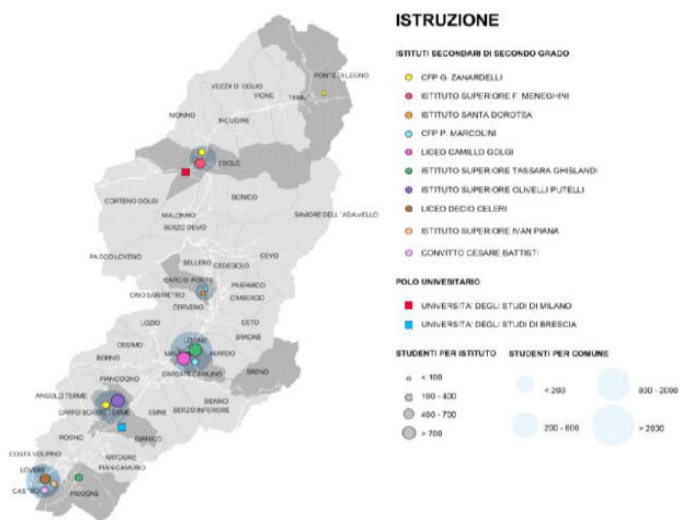 ISTRUZIONE
ISTITUTI SECONDARI DI SECONDO GRADO
CFP G. ZANARDELLI
ISTITUTO SUPERIORE F. MENEGHINI
ISTITUTO SANTA DOROTEA
CFP P. MARCOLINI
LICEO CAMILLO GOLGI
ISTITUTO SUPERIORE TASSARA GHISLANDI
ISTITUTO SUPERIORE OLIVELLI PUTELLI
LICEO DECIO CELERI
ISTITUTO SUPERIORE IVAN PIANA
CONVITTO CESARE BATTISTI
POLO UNIVESITARIO
UNIVERSITA' DEGLI STUDI DI MILANO
UNIVERSITA' DEGLI STUDI DI BRESCIA
STUDENTI PER ISTITUTO
< 100
100 - 400
400 - 700
> 700
STUDENTI PER COMUNE
< 200
200 - 800
800 - 2000
> 2000
PONTE DI LEGNO
VEZZA D' OGLIO
VIONE
TEMU'
MONNO
INCUDINE
EDOLO
CORTENO GOLGI
SONICO
MALONNO
SAVIORE DELL' ADAMELLO
BERZO DEMO
PAISCO LOVENO
SELLERO
CEDEGOLO
CEVO
CAPO DI PONTE
PASPARDO
ONO SAN PIETRO
CIMBERGO
CERVENO
LOZIO
CETO
LOSINE
BRAONE
OSSIMO
NIARDO
BORNO
CIVIDATE CAMUNO
BRENO
PIANCOGNO
ANGOLO TERME
BIENNO
DARFO BOARIO TERME
ESINE
BERZO INFERIORE
ROGNO
GIANICO
COSTA VOLPINO
ARTOGNE
PIAN CAMUNO
LOVERE
CASTRO
PISOGNE